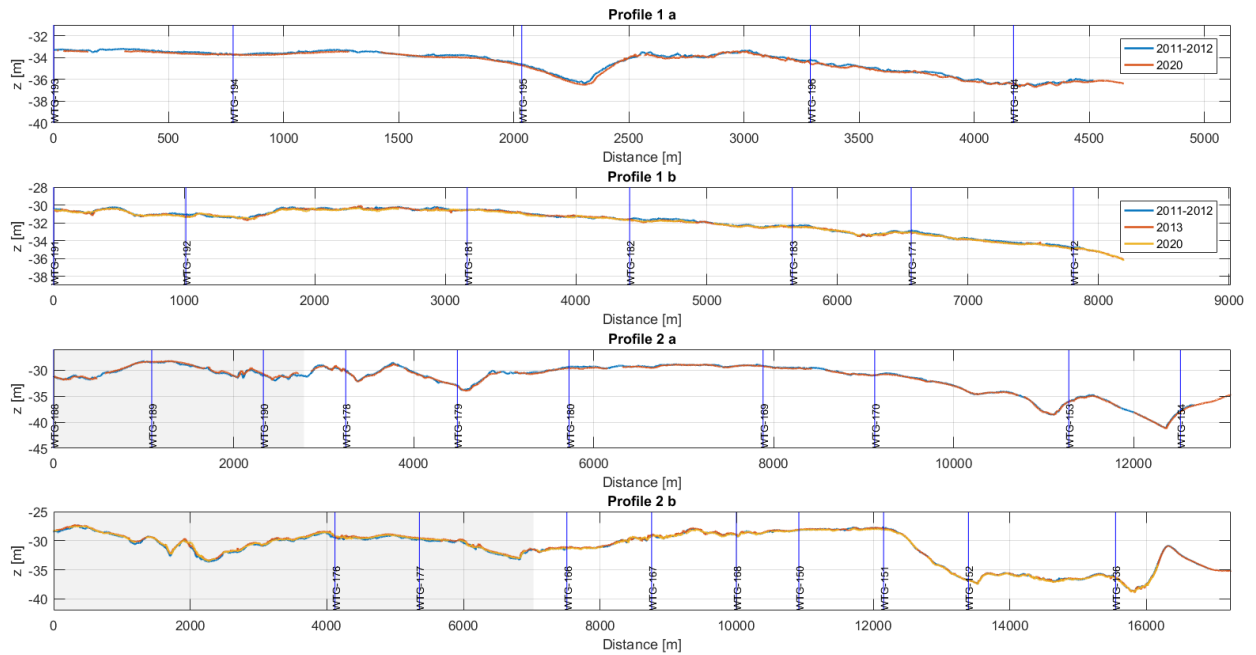 Profile 1 a
-32
-34
-36
-38
-40
z [m]
WTG-193
WTG-194
WTG-195
WTG-196
WTG-184
2011-2012
2020
0 500 1000 1500 2000 2500 3000 3500 4000 4500 5000
Distance [m]
Profile 1 b
-28
-30
-32
-34
-36
-38
z [m]
WTG-191
WTG-192
WTG-181
WTG-182
WTG-183
WTG-171
WTG-172
2011-2012
2013
2020
0 1000 2000 3000 4000 5000 6000 7000 8000 9000
Distance [m]
Profile 2 a
-30
-35
-40
-45
z [m]
WTG-188
WTG-189
WTG-190
WTG-178
WTG-179
WTG-180
WTG-169
WTG-170
WTG-153
WTG-154
0 2000 4000 6000 8000 10000 12000
Distance [m]
Profile 2 b
-25
-30
-35
-40
z [m]
WTG-176
WTG-177
WTG-166
WTG-167
WTG-168
WTG-150
WTG-151
WTG-152
WTG-136
0 2000 4000 6000 8000 10000 12000 14000 16000
Distance [m]